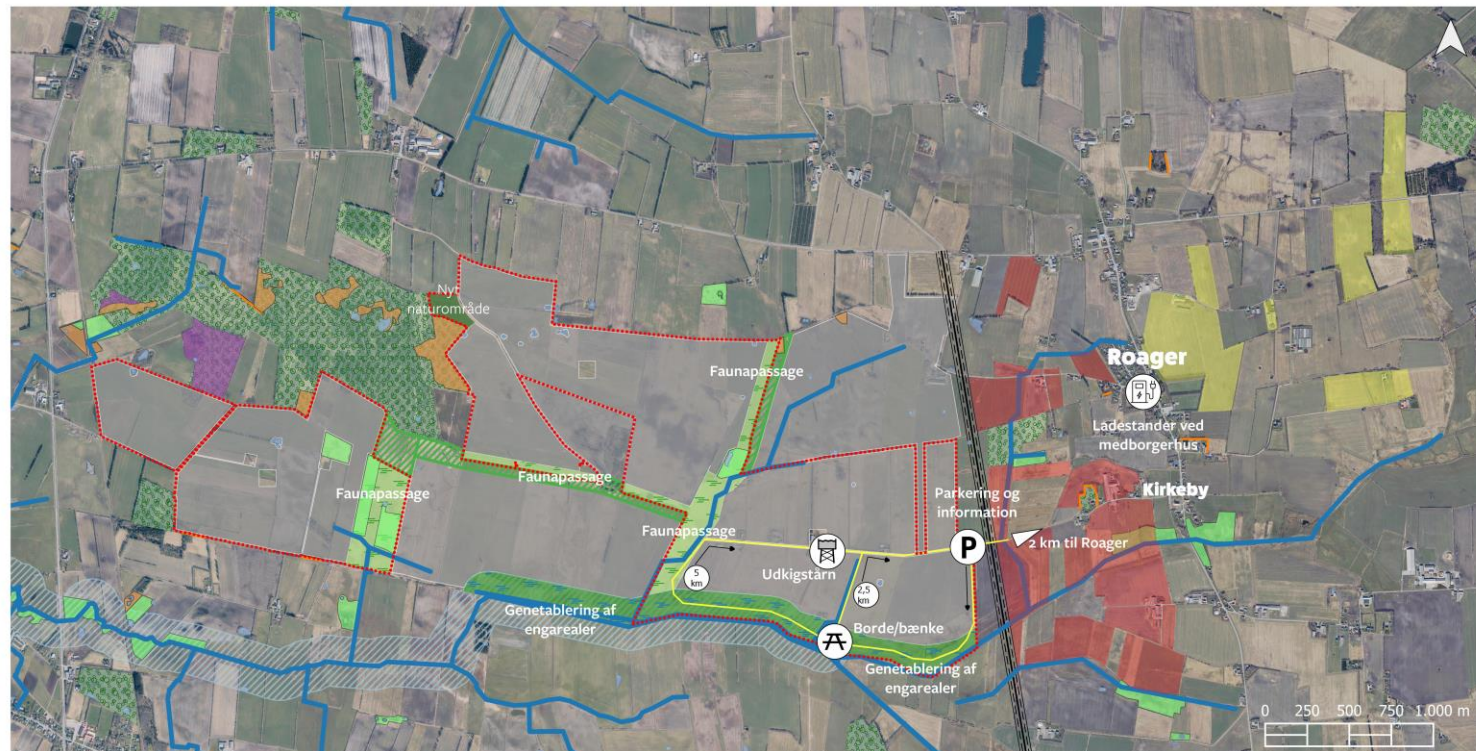 Nyt
naturområde
Faunapassage
Roager
Ladestander ved
medborgerhus
Faunapassage
Faunapassage
Kirkeby
Parkering og
information
Faunapassage
P
2 km til Roager
Udkigstårn
5
km
2,5
km
Genetablering af
engarealer
Borde/bænke
Genetablering af
engarealer
0 250 500 750 1.000 m